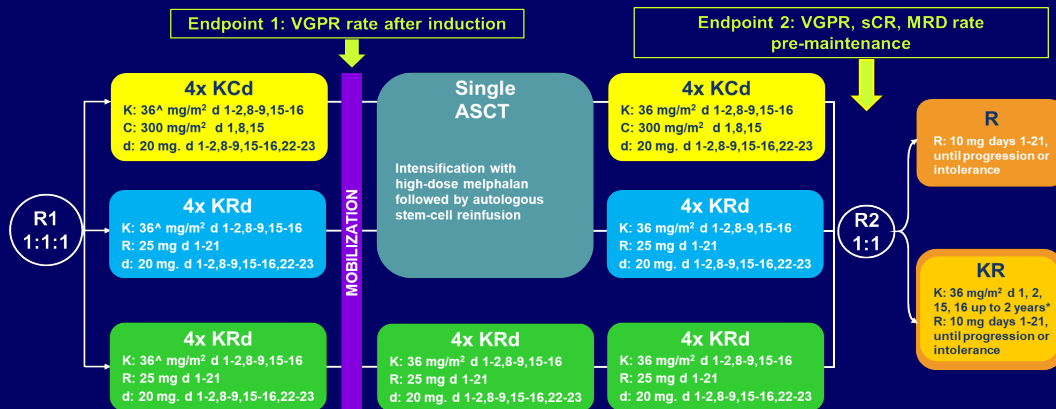 Endpoint 1: VGPR rate after induction
Endpoint 2: VGPR, sCR, MRD rate
pre-maintenance
R1
1:1:1
4x KCd
K: 36^ mg/m² d 1-2,8-9,15-16
C: 300 mg/m² d 1,8,15
d: 20 mg. d 1-2,8-9,15-16,22-23
4x KRd
K: 36^ mg/m² d 1-2,8-9,15-16
R: 25 mg d 1-21
d: 20 mg. d 1-2,8-9,15-16,22-23
4x KRd
K: 36^ mg/m² d 1-2,8-9,15-16
R: 25 mg d 1-21
d: 20 mg. d 1-2,8-9,15-16,22-23
MOBILIZATION
Single
ASCT
Intensification with
high-dose melphalan
followed by autologous
stem-cell reinfusion
4x KRd
K: 36 mg/m² d 1-2,8-9,15-16
R: 25 mg d 1-21
d: 20 mg. d 1-2,8-9,15-16,22-23
4x KCd
K: 36 mg/m² d 1-2,8-9,15-16
C: 300 mg/m² d 1,8,15
d: 20 mg. d 1-2,8-9,15-16,22-23
4x KRd
K: 36 mg/m² d 1-2,8-9,15-16
R: 25 mg d 1-21
d: 20 mg. d 1-2,8-9,15-16,22-23
4x KRd
K: 36 mg/m² d 1-2,8-9,15-16
R: 25 mg d 1-21
d: 20 mg. d 1-2,8-9,15-16,22-23
R2
1:1
R
R: 10 mg days 1-21,
until progression or
intolerance
KR
K: 36 mg/m² d 1, 2,
15, 16 up to 2 years*
R: 10 mg days 1-21,
until progression or
intolerance